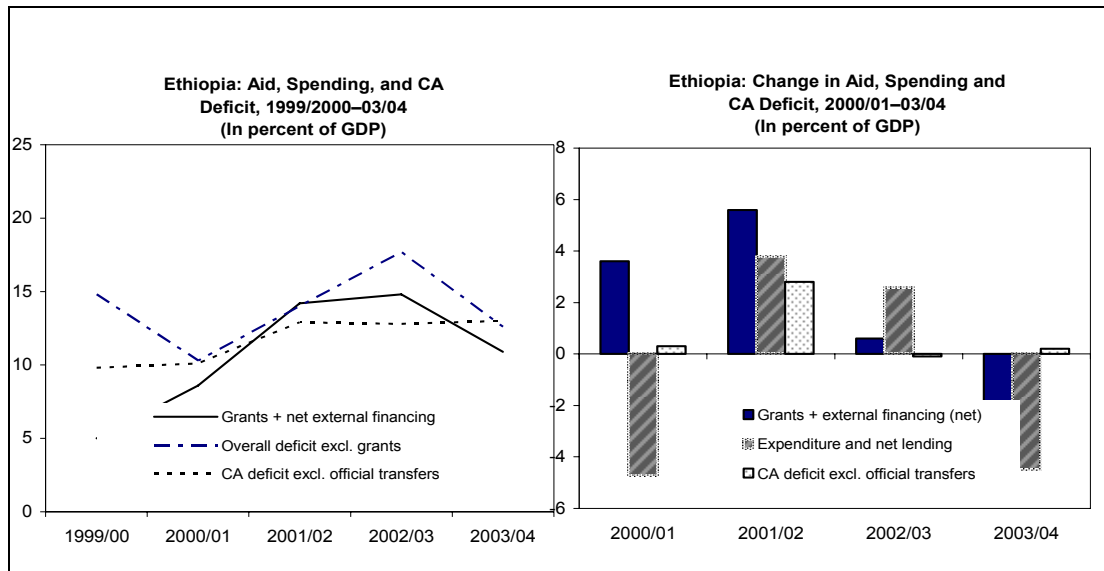 Ethiopia: Aid, Spending, and CA
Deficit, 1999/2000–03/04
(In percent of GDP)
25
20
15
10
5
0
Grants + net external financing
Overall deficit excl. grants
CA deficit excl. official transfers
1999/00 2000/01 2001/02 2002/03 2003/04
Ethiopia: Change in Aid, Spending and
CA Deficit, 2000/01–03/04
(In percent of GDP)
8
6
4
2
0
-2
-4
-6
Grants + external financing (net)
Expenditure and net lending
CA deficit excl. official transfers
2000/01 2001/02 2002/03 2003/04